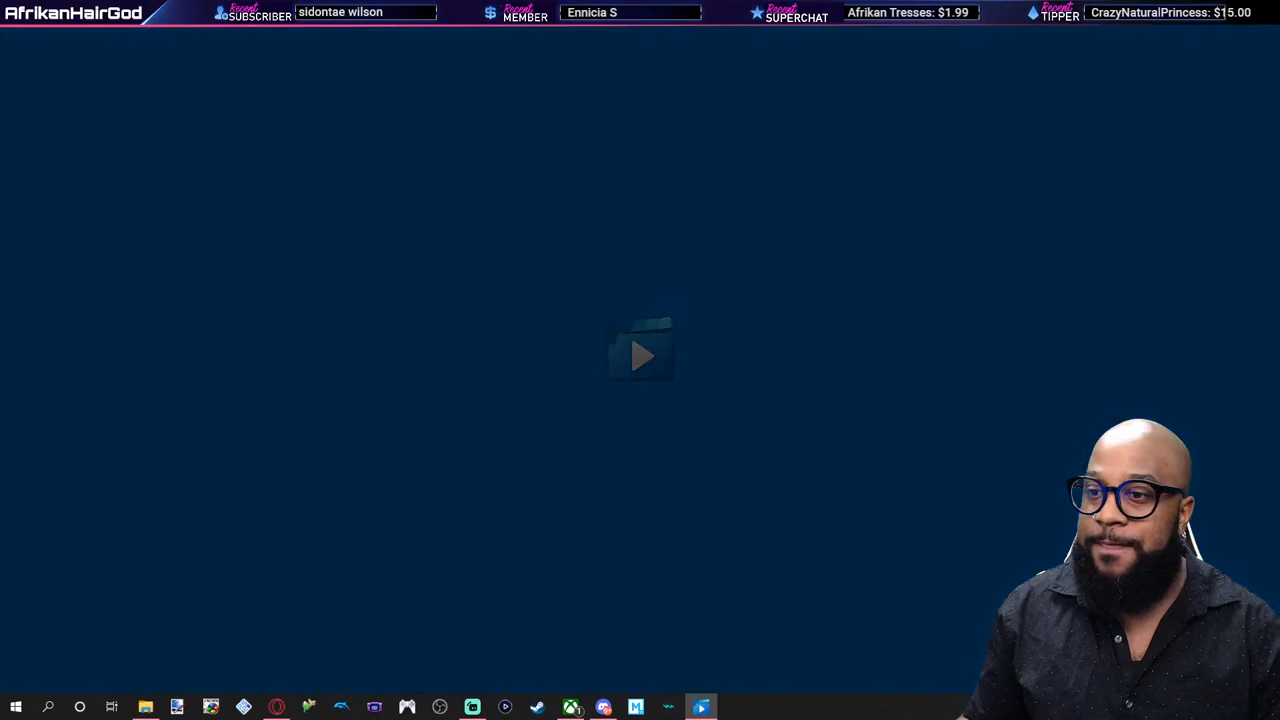 AfrikanHairGod
Recent
SUBSCRIBER
sidontae wilson
Recent
MEMBER
Ennicia S
Recent
SUPERCHAT
Afrikan Tresses: $1.99
Recent
TIPPER
CrazyNaturalPrincess: $15.00
1
M